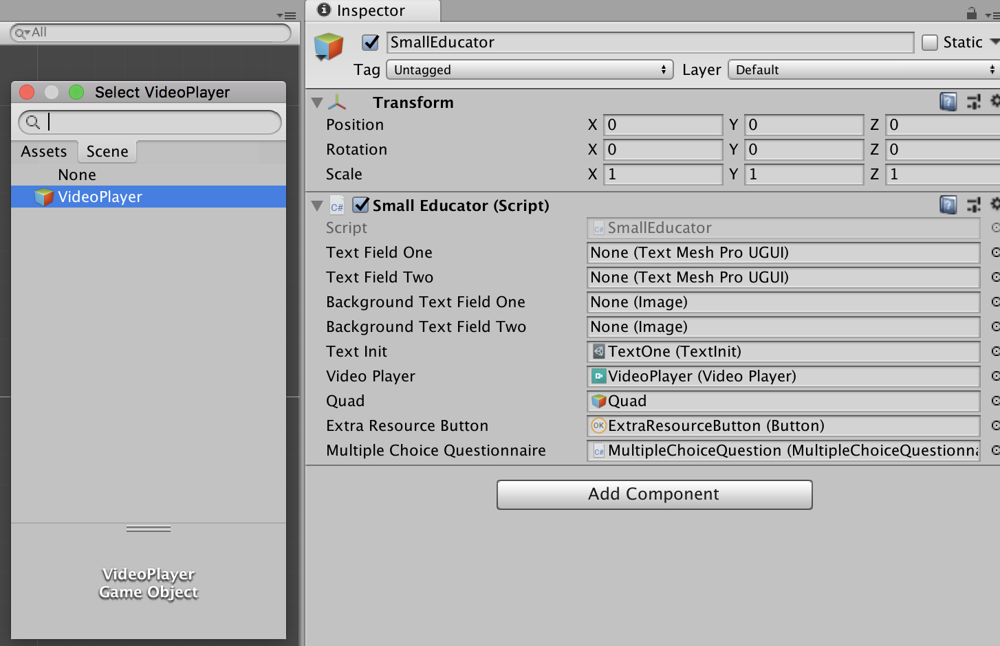 All
Select VideoPlayer
Assets Scene
None
VideoPlayer
VideoPlayer
Game Object
Inspector
SmallEducator Static
Tag Untagged Layer Default
Transform
Position X 0 Y 0 Z 0
Rotation X 0 Y 0 Z 0
Scale X 1 Y 1 Z 1
C# Small Educator (Script)
Script C# SmallEducator
Text Field One None (Text Mesh Pro UGUI)
Text Field Two None (Text Mesh Pro UGUI)
Background Text Field One None (Image)
Background Text Field Two None (Image)
Text Init TextOne (TextInit)
Video Player VideoPlayer (Video Player)
Quad Quad
Extra Resource Button OK ExtraResourceButton (Button)
Multiple Choice Questionnaire C# MultipleChoiceQuestion (MultipleChoiceQuestionna
Add Component